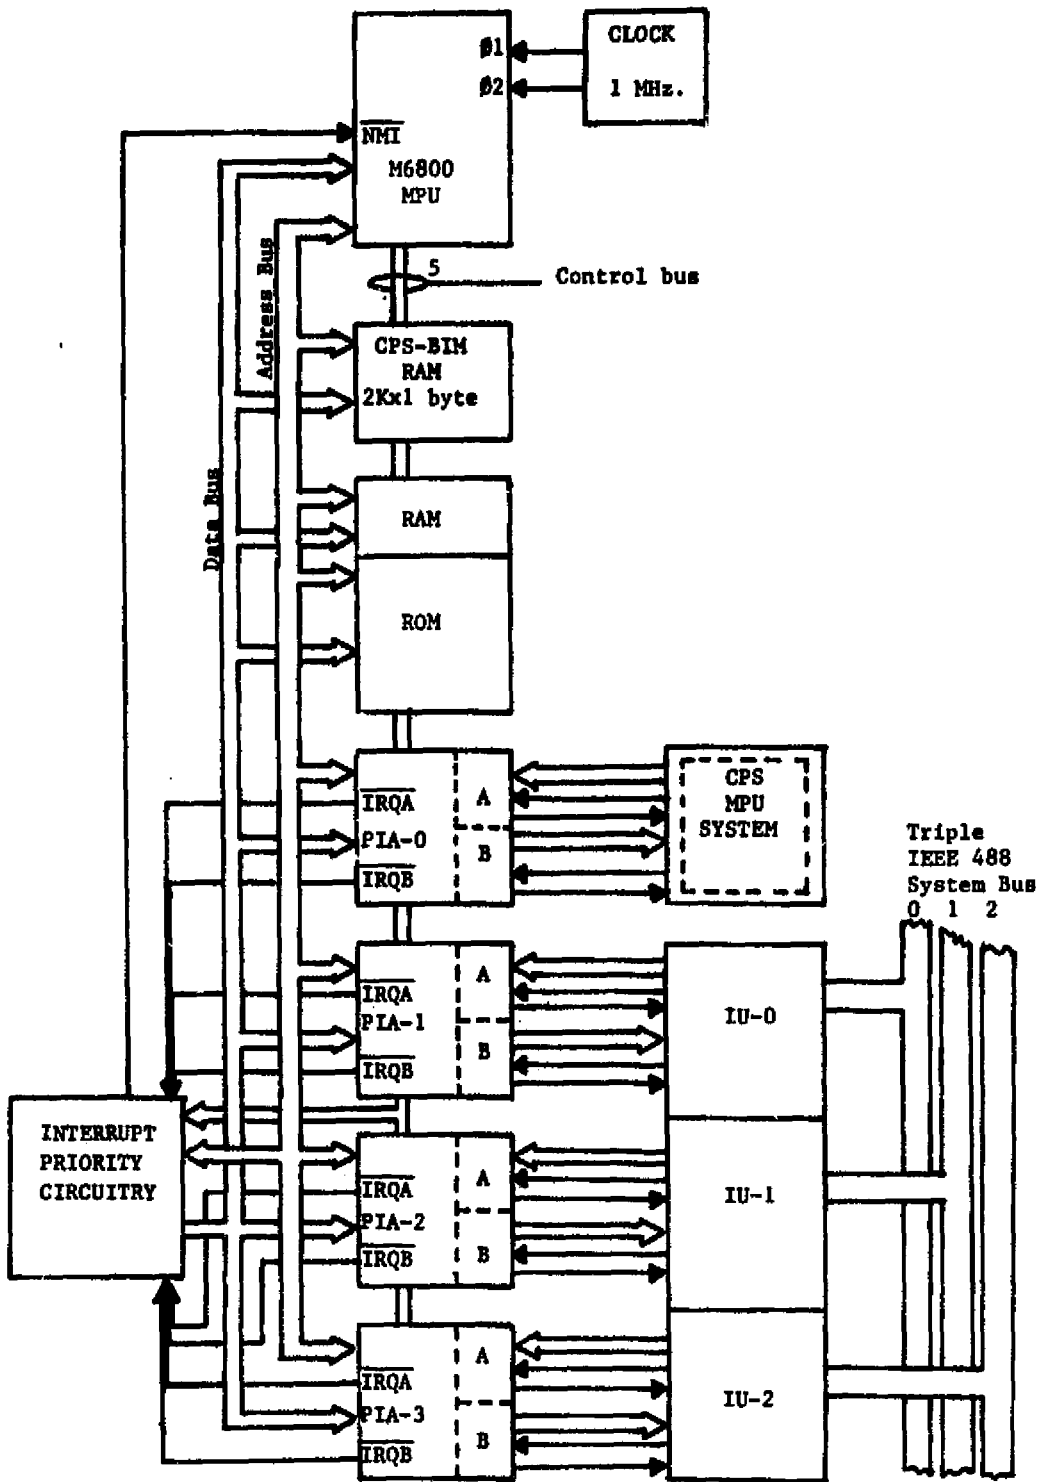 CLOCK
1 MHz.
Ø1
Ø2
NMI
M6800
MPU
5
Control bus
Address Bus
Data Bus
CPS-BIM
RAM
2Kx1 byte
RAM
ROM
IRQA
PIA-0
IRQB
A
B
CPS
MPU
SYSTEM
Triple
IEEE 488
System Bus
0 1 2
IRQA
PIA-1
IRQB
A
B
IU-0
INTERRUPT
PRIORITY
CIRCUITRY
IRQA
PIA-2
IRQB
A
B
IU-1
IRQA
PIA-3
IRQB
A
B
IU-2